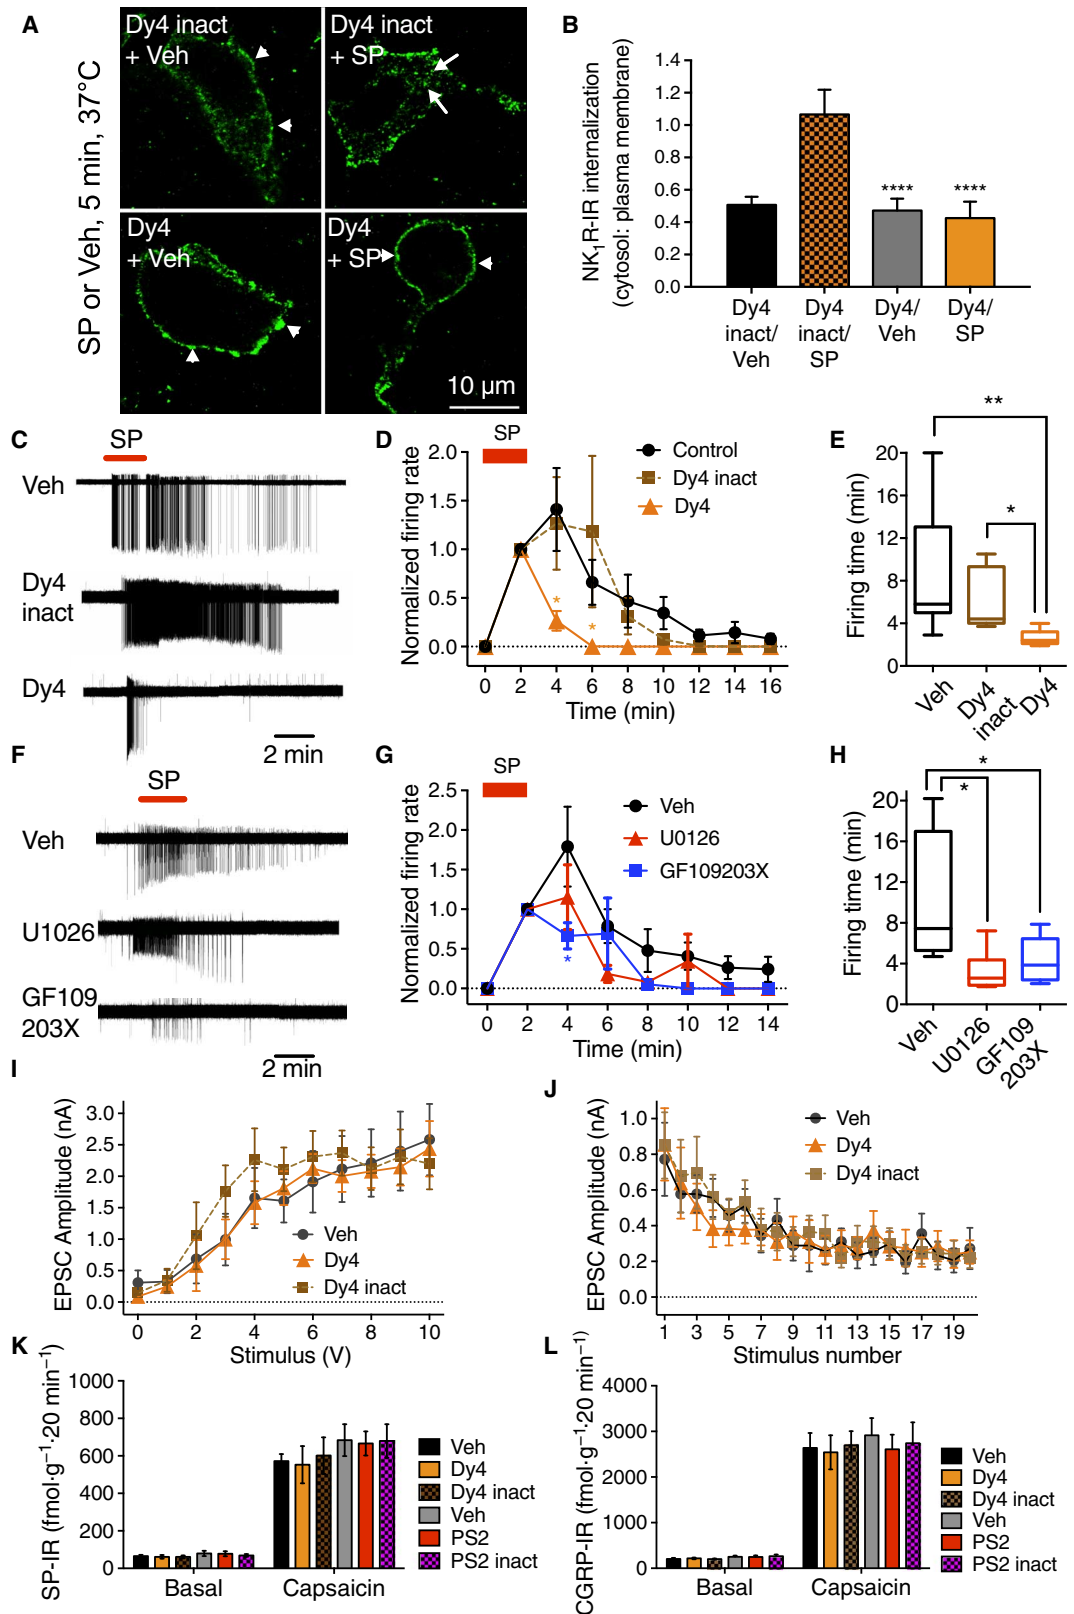 A
SP or Veh, 5 min, 37°C
Dy4 inact
+ Veh
Dy4 inact
+ SP
Dy4
+ Veh
Dy4
+ SP
10 µm
B
NK1R-IR internalization
(cytosol: plasma membrane)
1.4
1.2
1.0
0.8
0.6
0.4
0.2
0.0
****
****
Dy4 inact/ Veh
Dy4 inact/ SP
Dy4/ Veh
Dy4/ SP
C
SP
Veh
Dy4
inact
Dy4
2 min
D
SP
Normalized firing rate
2.0
1.5
1.0
0.5
0.0
Control
Dy4 inact
Dy4
*
*
0 2 4 6 8 10 12 14 16
Time (min)
E
**
*
Firing time (min)
20
16
12
8
4
0
Veh
Dy4 inact
Dy4
F
SP
Veh
U1026
GF109
203X
2 min
G
SP
Normalized firing rate
2.5
2.0
1.5
1.0
0.5
0.0
Veh
U0126
GF109203X
*
0 2 4 6 8 10 12 14
Time (min)
H
*
*
Firing time (min)
20
16
12
8
4
0
Veh
U0126
GF109 203X
I
EPSC Amplitude (nA)
3.0
2.5
2.0
1.5
1.0
0.5
0.0
Veh
Dy4
Dy4 inact
0 2 4 6 8 10
Stimulus (V)
J
EPSC Amplitude (nA)
1.0
0.8
0.6
0.4
0.2
0.0
Veh
Dy4
Dy4 inact
1 3 5 7 9 11 13 15 17 19
Stimulus number
K
SP-IR (fmol·g−1·20 min−1)
1000
800
600
400
200
0
Basal Capsaicin
Veh
Dy4
Dy4 inact
Veh
PS2
PS2 inact
L
CGRP-IR (fmol·g−1·20 min−1)
4000
3000
2000
1000
0
Basal Capsaicin
Veh
Dy4
Dy4 inact
Veh
PS2
PS2 inact